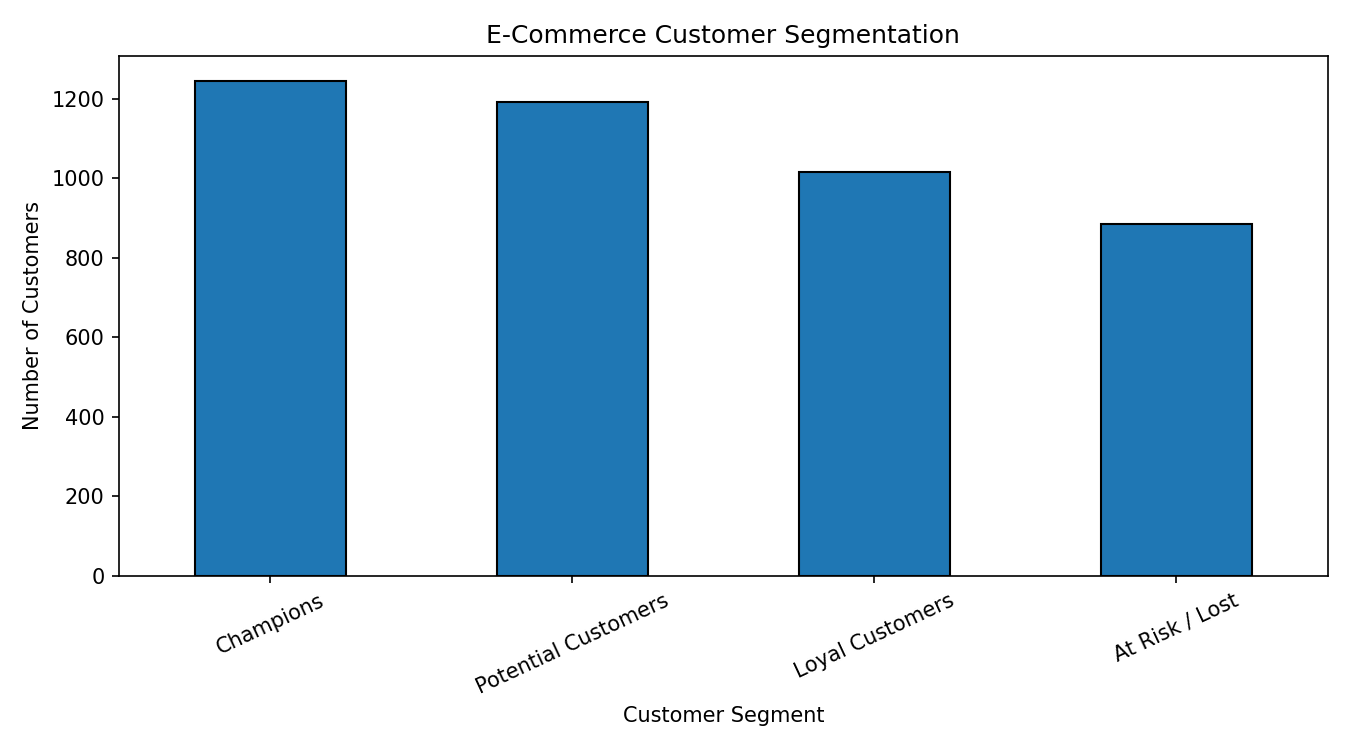 E-Commerce Customer Segmentation
Number of Customers
1200
1000
800
600
400
200
0
Champions
Potential Customers
Loyal Customers
At Risk / Lost
Customer Segment